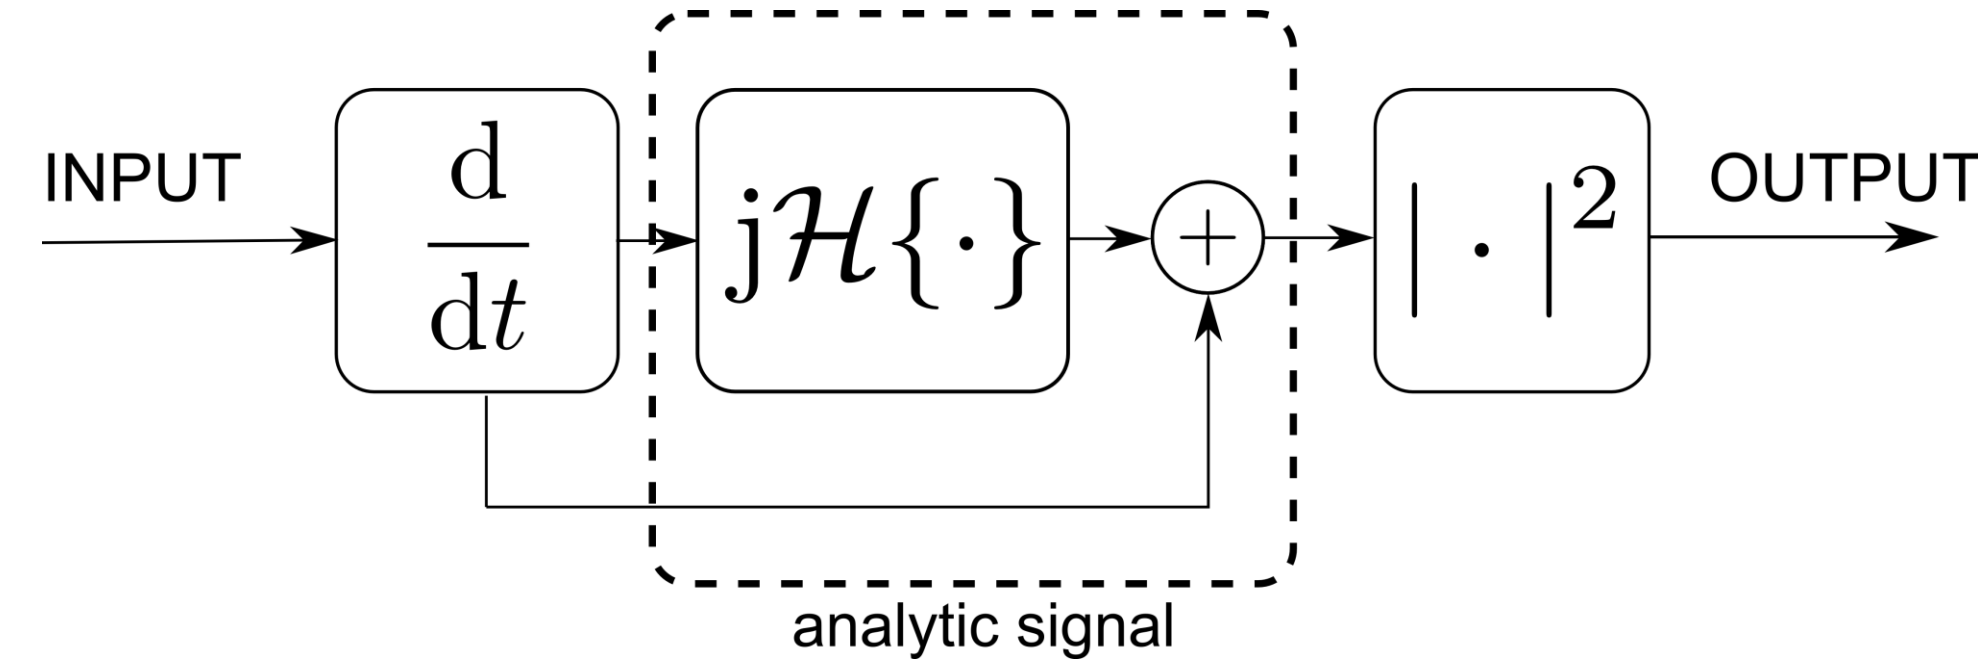 INPUT
d
dt
jℋ{·}
+
|·|²
OUTPUT
analytic signal